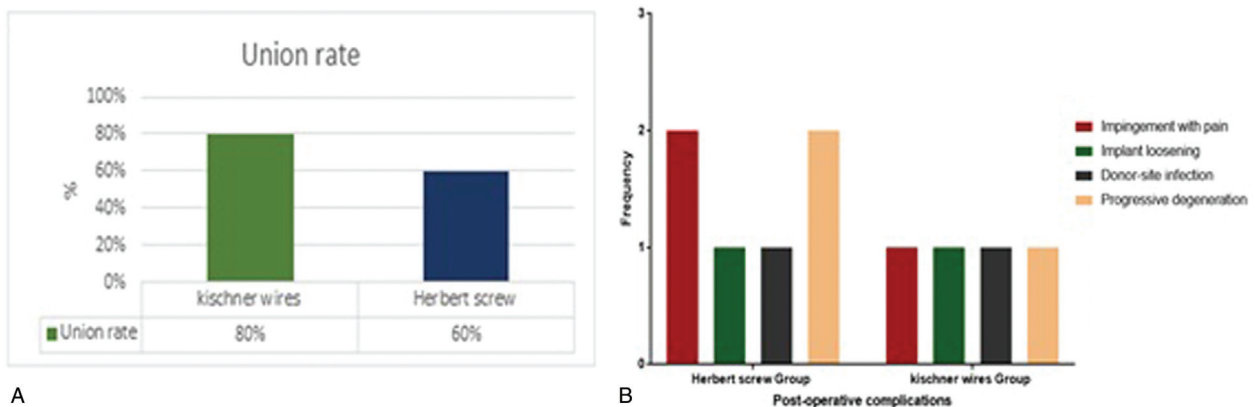 Union rate
100%
80%
60%
40%
20%
0%
%
kischner wires Herbert screw
Union rate 80% 60%
A
3
2
1
0
Frequency
Impingement with pain
Implant loosening
Donor-site infection
Progressive degeneration
Herbert screw Group kischner wires Group
Post-operative complications
B